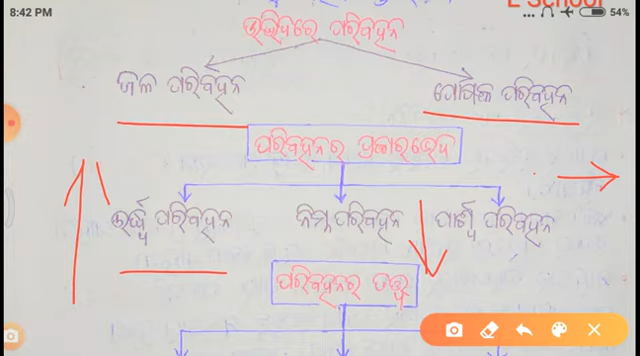 8:42 PM
E School
... 54%
ଉଦ୍ଭିଦରେ ପରିବହନ
ଜଳ ପରିବହନ ପୋଷକ ପରିବହନ
ପରିବହନର ପ୍ରକାରଭେଦ
ଊର୍ଦ୍ଧ୍ୱ ପରିବହନ ନିମ୍ନ ପରିବହନ ପାର୍ଶ୍ୱ ପରିବହନ
ପରିବହନର ତତ୍ତ୍ୱ